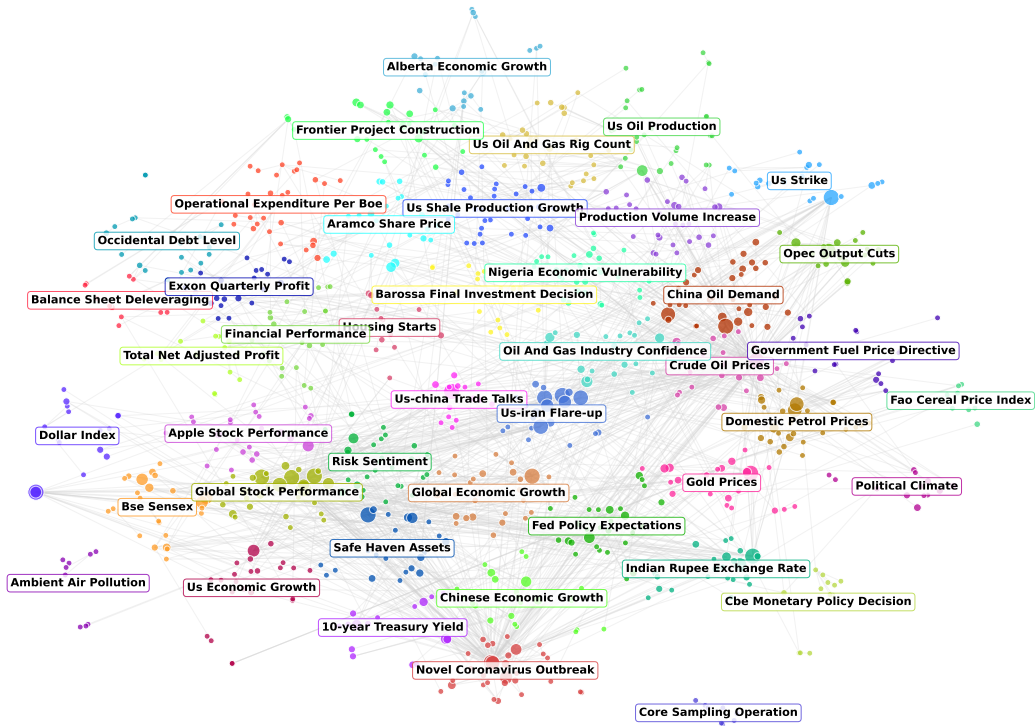 Alberta Economic Growth
Frontier Project Construction
Us Oil Production
Us Oil And Gas Rig Count
Us Strike
Operational Expenditure Per Boe
Us Shale Production Growth
Production Volume Increase
Aramco Share Price
Occidental Debt Level
Opec Output Cuts
Nigeria Economic Vulnerability
Exxon Quarterly Profit
Barossa Final Investment Decision
China Oil Demand
Balance Sheet Deleveraging
Housing Starts
Financial Performance
Oil And Gas Industry Confidence
Government Fuel Price Directive
Total Net Adjusted Profit
Crude Oil Prices
Us-china Trade Talks
Fao Cereal Price Index
Us-iran Flare-up
Domestic Petrol Prices
Dollar Index
Apple Stock Performance
Risk Sentiment
Gold Prices
Political Climate
Global Stock Performance
Global Economic Growth
Bse Sensex
Fed Policy Expectations
Safe Haven Assets
Indian Rupee Exchange Rate
Ambient Air Pollution
Us Economic Growth
Chinese Economic Growth
Cbe Monetary Policy Decision
10-year Treasury Yield
Novel Coronavirus Outbreak
Core Sampling Operation